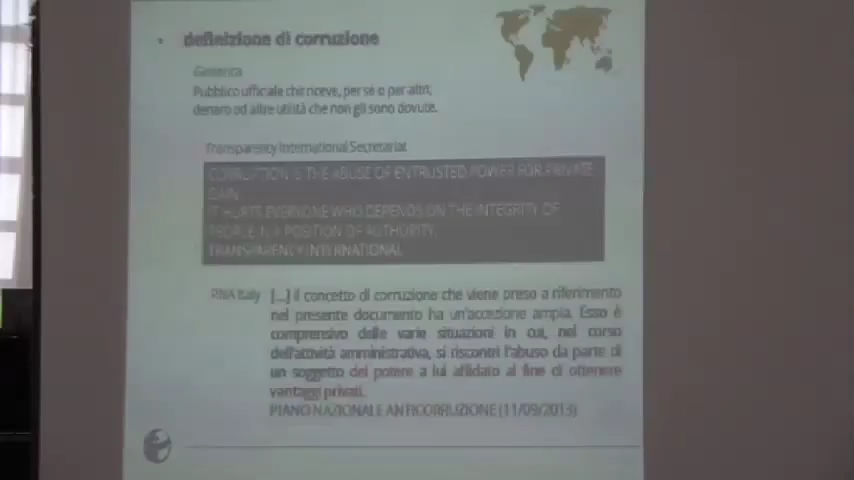 • definizione di corruzione
Generica
Pubblico ufficiale che riceve, per sé o per altri,
denaro od altre utilità che non gli sono dovute.
Transparency International Secretariat
CORRUPTION IS THE ABUSE OF ENTRUSTED POWER FOR PRIVATE
GAIN.
IT HURTS EVERYONE WHO DEPENDS ON THE INTEGRITY OF
PEOPLE IN A POSITION OF AUTHORITY.
TRANSPARENCY INTERNATIONAL
PNA Italy [...] il concetto di corruzione che viene preso a riferimento
nel presente documento ha un'accezione ampia. Esso è
comprensivo delle varie situazioni in cui, nel corso
dell'attività amministrativa, si riscontri l'abuso da parte di
un soggetto del potere a lui affidato al fine di ottenere
vantaggi privati.
PIANO NAZIONALE ANTICORRUZIONE (11/09/2013)